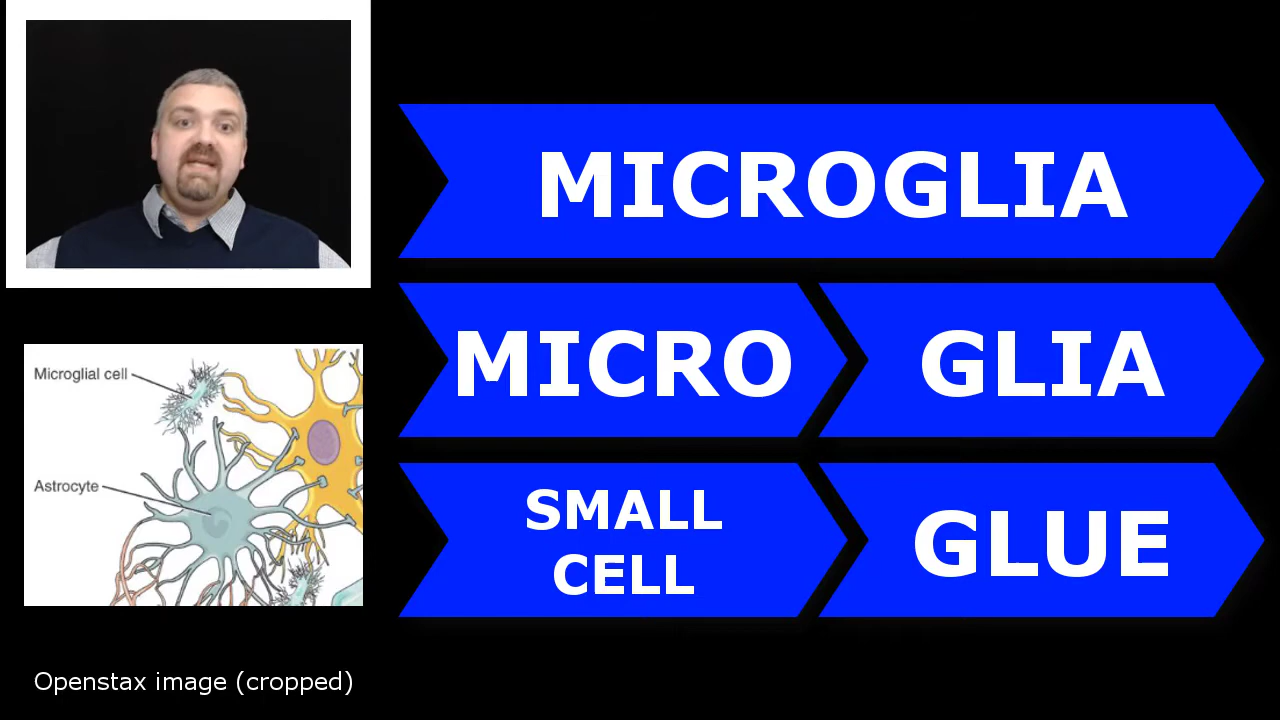 MICROGLIA
MICRO
GLIA
SMALL
CELL
GLUE
Microglial cell
Astrocyte
Openstax image (cropped)